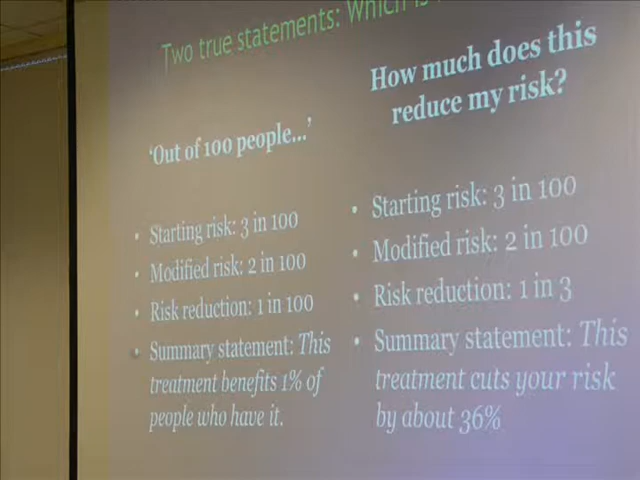 Two true statements: Which is
'Out of 100 people...'
• Starting risk: 3 in 100
• Modified risk: 2 in 100
• Risk reduction: 1 in 100
• Summary statement: This
treatment benefits 1% of
people who have it.
How much does this
reduce my risk?
• Starting risk: 3 in 100
• Modified risk: 2 in 100
• Risk reduction: 1 in 3
• Summary statement: This
treatment cuts your risk
by about 36%